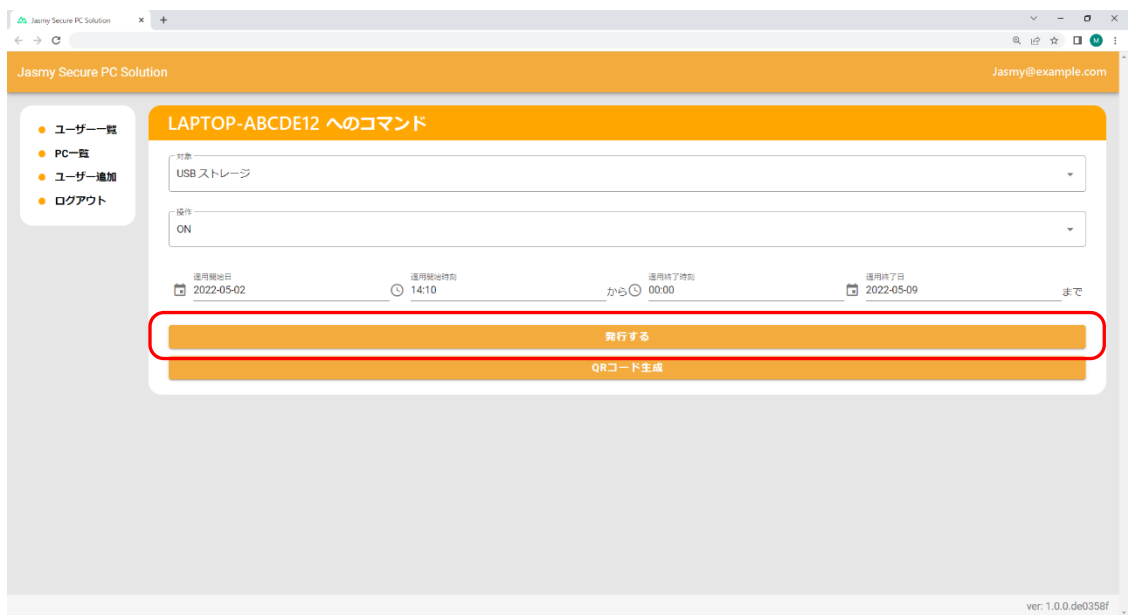 Jasmy Secure PC Solution
Jasmy Secure PC Solution
Jasmy@example.com
ユーザー一覧
PC一覧
ユーザー追加
ログアウト
LAPTOP-ABCDE12 へのコマンド
対象
USB ストレージ
操作
ON
適用開始日 適用開始時刻 適用終了時刻 適用終了日
2022-05-02 14:10 から 00:00 2022-05-09 まで
発行する
QRコード生成
ver: 1.0.0.de0358f